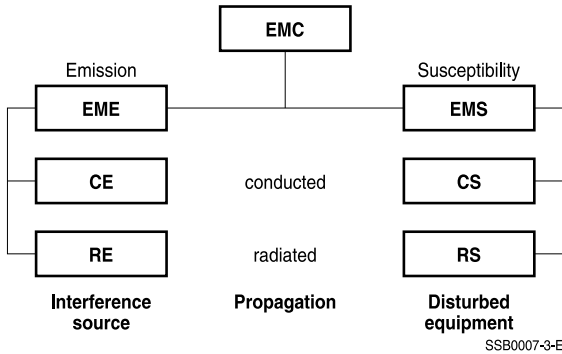 EMC
Emission
Susceptibility
EME
EMS
CE
conducted
CS
RE
radiated
RS
Interference
source
Propagation
Disturbed
equipment
SSB0007-3-E